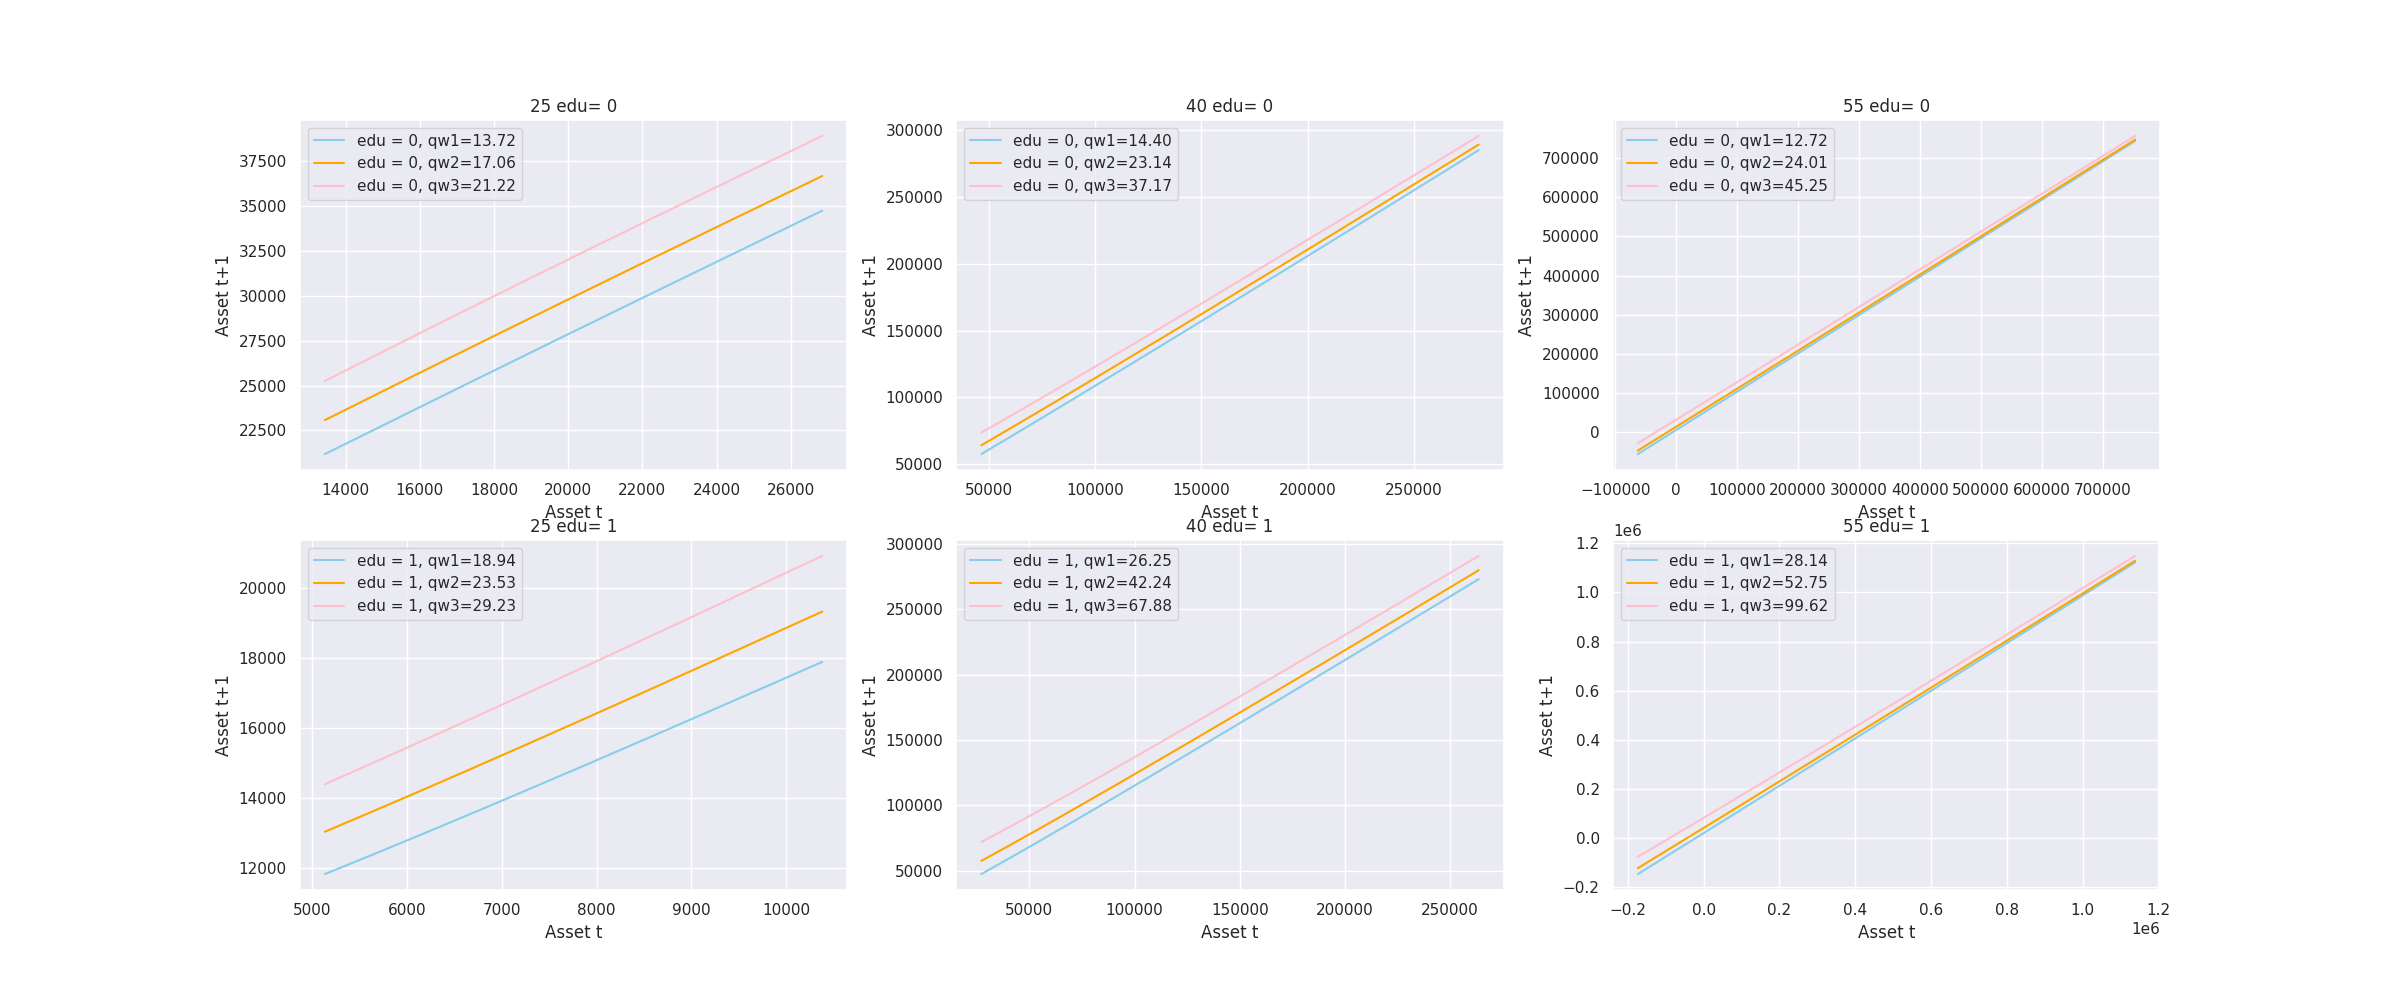 25 edu= 0
edu = 0, qw1=13.72
edu = 0, qw2=17.06
edu = 0, qw3=21.22
37500
35000
32500
30000
27500
25000
22500
Asset t+1
14000 16000 18000 20000 22000 24000 26000
Asset t
40 edu= 0
edu = 0, qw1=14.40
edu = 0, qw2=23.14
edu = 0, qw3=37.17
300000
250000
200000
150000
100000
50000
Asset t+1
50000 100000 150000 200000 250000
Asset t
55 edu= 0
edu = 0, qw1=12.72
edu = 0, qw2=24.01
edu = 0, qw3=45.25
700000
600000
500000
400000
300000
200000
100000
0
Asset t+1
−100000 0 100000 200000 300000 400000 500000 600000 700000
Asset t
25 edu= 1
edu = 1, qw1=18.94
edu = 1, qw2=23.53
edu = 1, qw3=29.23
20000
18000
16000
14000
12000
Asset t+1
5000 6000 7000 8000 9000 10000
Asset t
40 edu= 1
edu = 1, qw1=26.25
edu = 1, qw2=42.24
edu = 1, qw3=67.88
300000
250000
200000
150000
100000
50000
Asset t+1
50000 100000 150000 200000 250000
Asset t
55 edu= 1
1e6
edu = 1, qw1=28.14
edu = 1, qw2=52.75
edu = 1, qw3=99.62
1.2
1.0
0.8
0.6
0.4
0.2
0.0
−0.2
Asset t+1
−0.2 0.0 0.2 0.4 0.6 0.8 1.0 1.2
1e6
Asset t